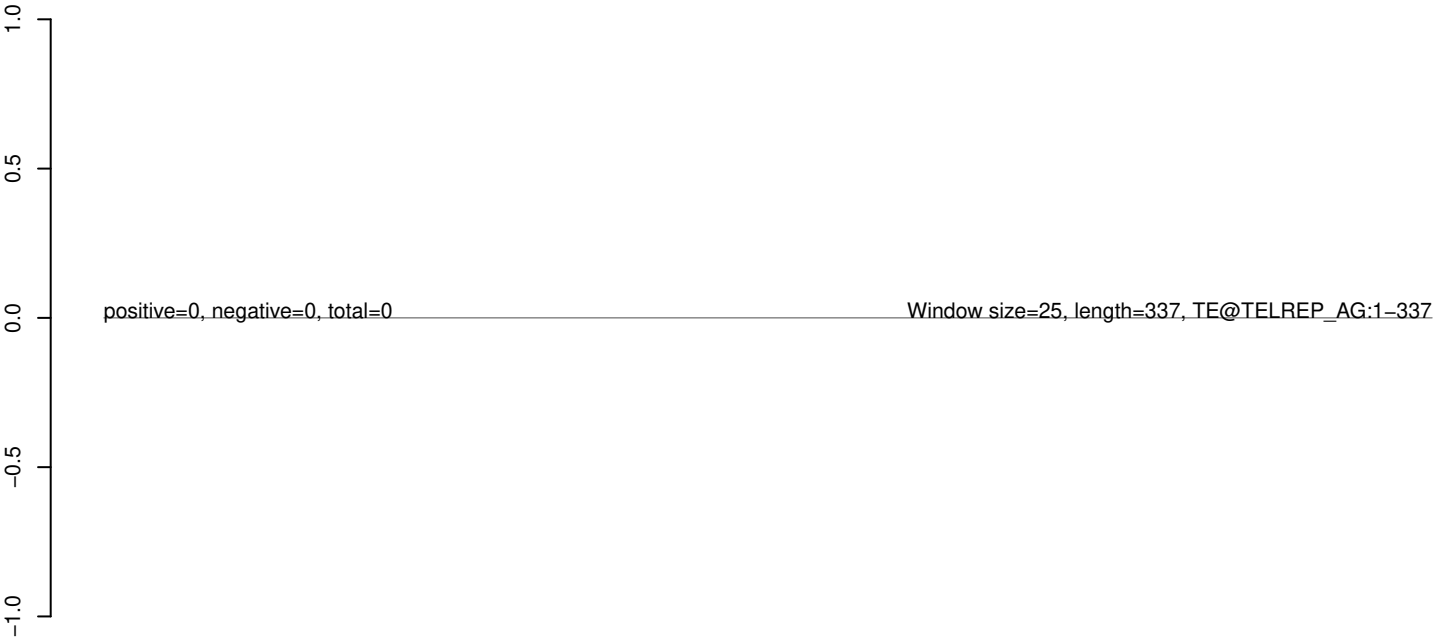 1.0
0.5
positive=0, negative=0, total=0
Window size=25, length=337, TE@TELREP_AG:1−337
0.0
−0.5
−1.0